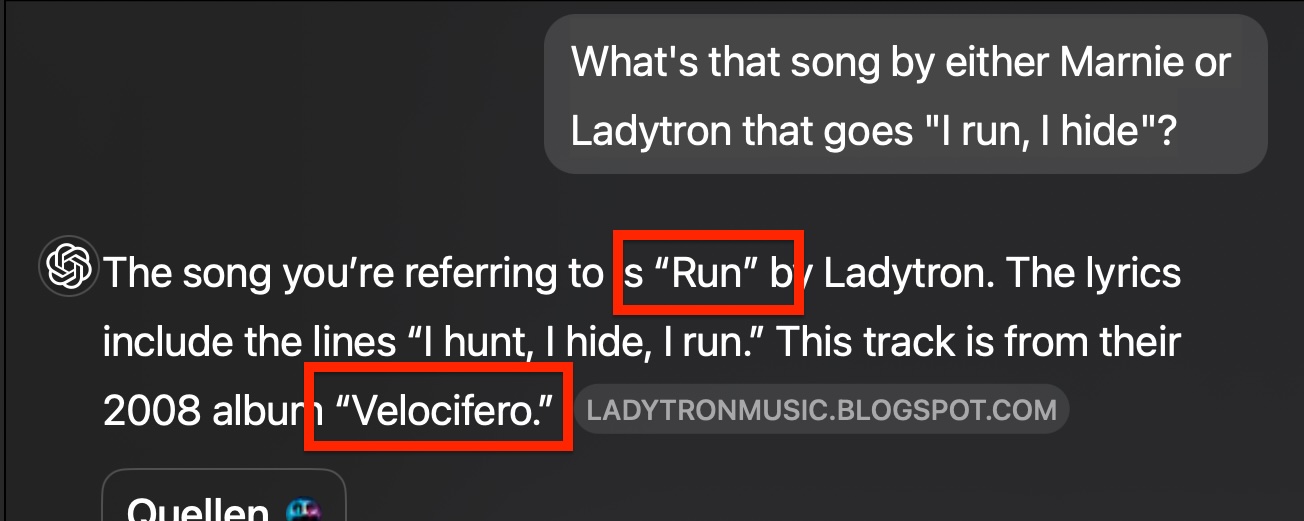 What's that song by either Marnie or
Ladytron that goes "I run, I hide"?
The song you’re referring to is “Run” by Ladytron. The lyrics
include the lines “I hunt, I hide, I run.” This track is from their
2008 album “Velocifero.” LADYTRONMUSIC.BLOGSPOT.COM
Quellen